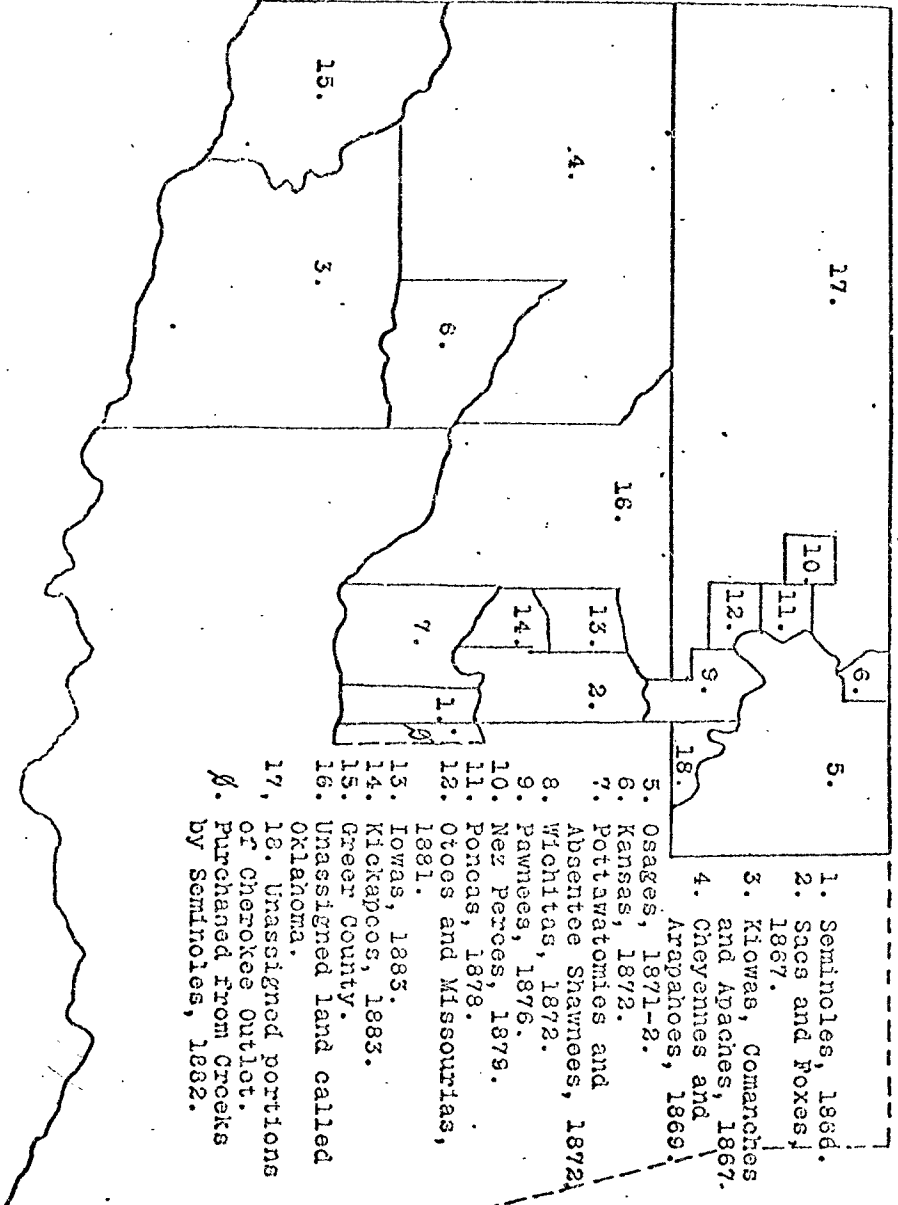 17.
10.
11.
12.
6.
9.
5.
18.
4.
16.
13.
14.
2.
6.
15.
3.
7.
1.
Ø
1. Seminoles, 1866.
2. Sacs and Foxes,
1867.
3. Kiowas, Comanches
and Apaches, 1867.
4. Cheyennes and
Arapahoes, 1869.
5. Osages, 1871-2.
6. Kansas, 1872.
7. Pottawatomies and
Absentee Shawnees, 1872
8. Wichitas, 1872.
9. Pawnees, 1876.
10. Nez Perces, 1879.
11. Poncas, 1878.
12. Otoes and Missourias,
1881.
13. Iowas, 1883.
14. Kickapoos, 1883.
15. Greer County.
16. Unassigned land called
Oklahoma.
17, 18. Unassigned portions
of Cherokee Outlet.
Ø. Purchased from Creeks
by Seminoles, 1882.